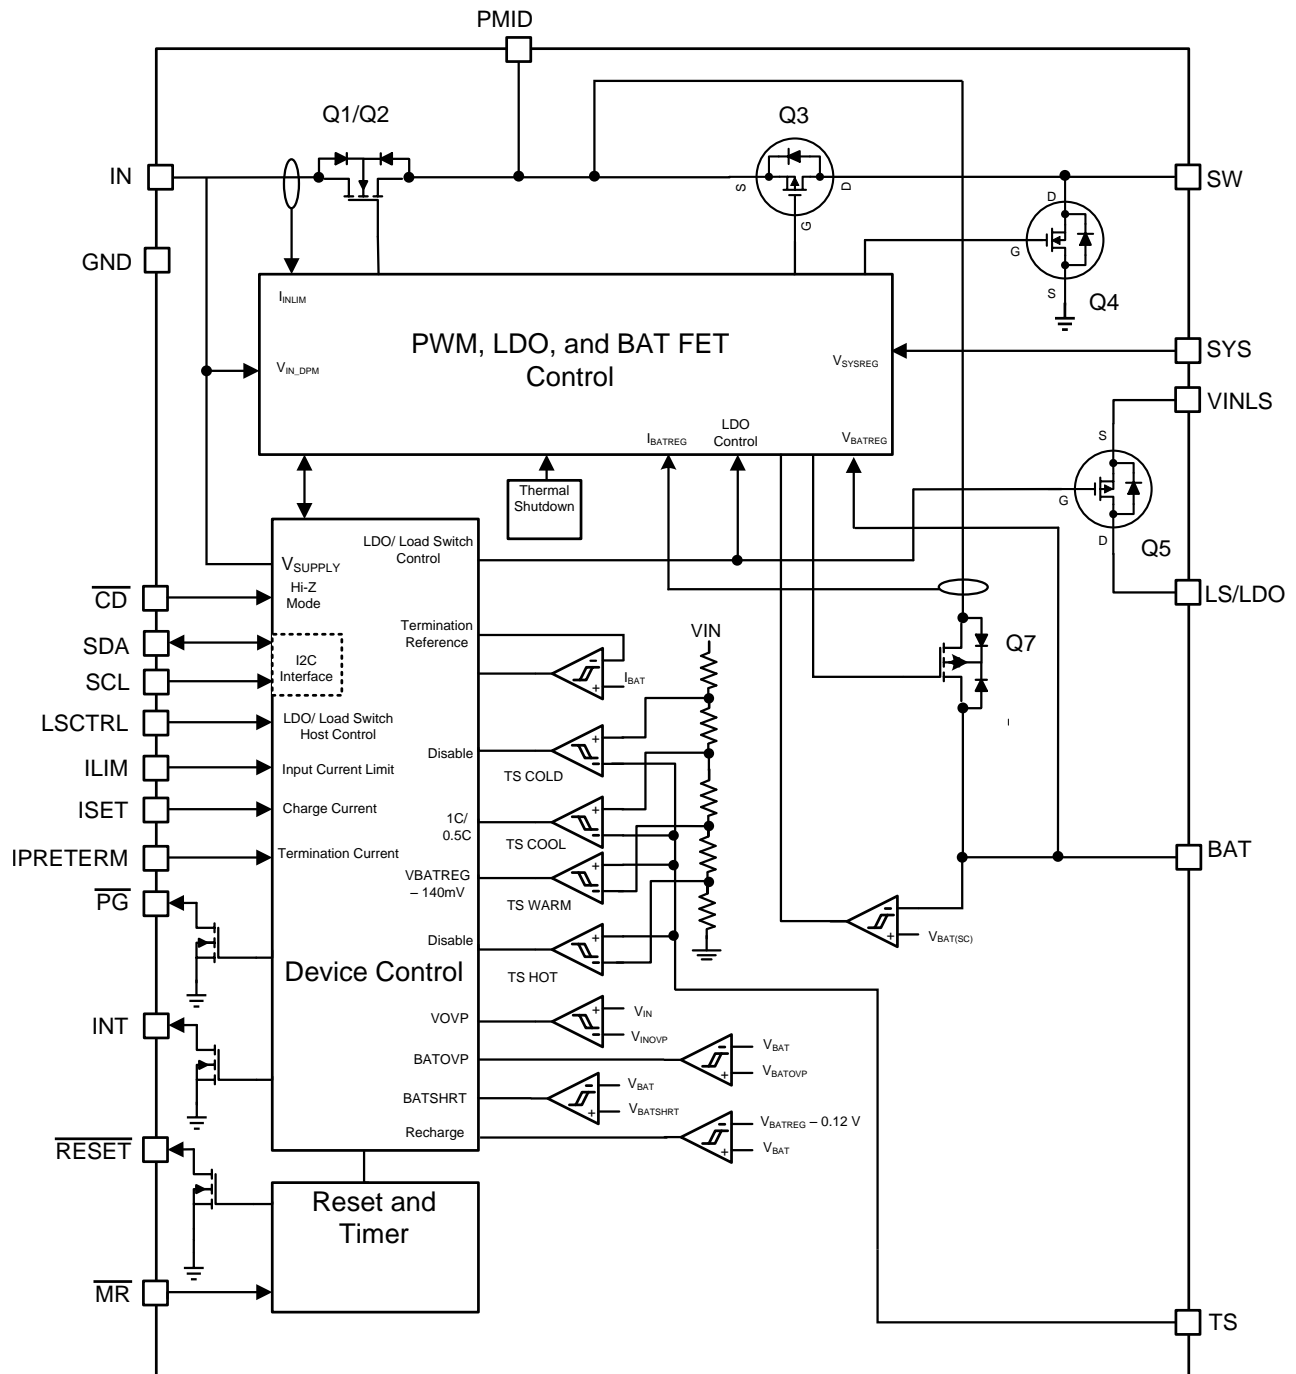 PMID
Q1/Q2
Q3
IN
SW
S
D
G
D
G
S
Q4
GND
I_INLIM
PWM, LDO, and BAT FET
Control
V_IN_DPM
V_SYSREG
SYS
VINLS
I_BATREG
LDO
Control
V_BATREG
S
G
D
Q5
Thermal
Shutdown
LDO/ Load Switch
Control
V_SUPPLY
Hi-Z
Mode
CD
LS/LDO
SDA
I2C
Interface
SCL
Termination
Reference
VIN
I_BAT
Q7
LSCTRL
LDO/ Load Switch
Host Control
Disable
+
-
TS COLD
ILIM
Input Current Limit
ISET
Charge Current
1C/
0.5C
+
-
TS COOL
IPRETERM
Termination Current
VBATREG
– 140mV
+
-
TS WARM
BAT
PG
-
+
V_BAT(SC)
Disable
+
-
TS HOT
Device Control
INT
VOVP
+
-
V_IN
V_INOVP
BATOVP
-
+
V_BAT
V_BATOVP
BATSHRT
-
+
V_BAT
V_BATSHRT
Recharge
-
+
V_BATREG – 0.12 V
V_BAT
RESET
Reset and
Timer
MR
TS